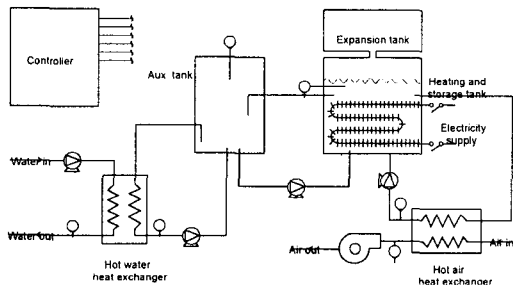 Expansion tank
Controller
Aux tank
Heating and
storage tank
Electricity
supply
Water in
Water out
Air out
Air in
Hot water
heat exchanger
Hot air
heat exchanger